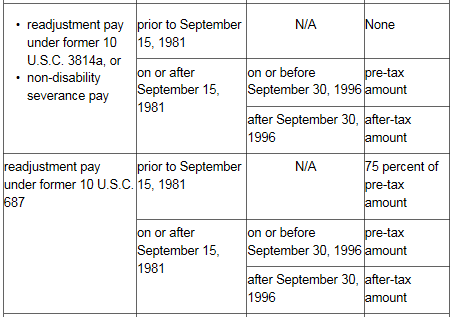 • readjustment pay
under former 10
U.S.C. 3814a, or
• non-disability
severance pay
prior to September
15, 1981
N/A
None
on or after
September 15,
1981
on or before
September 30, 1996
pre-tax
amount
after September 30,
1996
after-tax
amount
readjustment pay
under former 10 U.S.C.
687
prior to September
15, 1981
N/A
75 percent of
pre-tax
amount
on or after
September 15,
1981
on or before
September 30, 1996
pre-tax
amount
after September 30,
1996
after-tax
amount